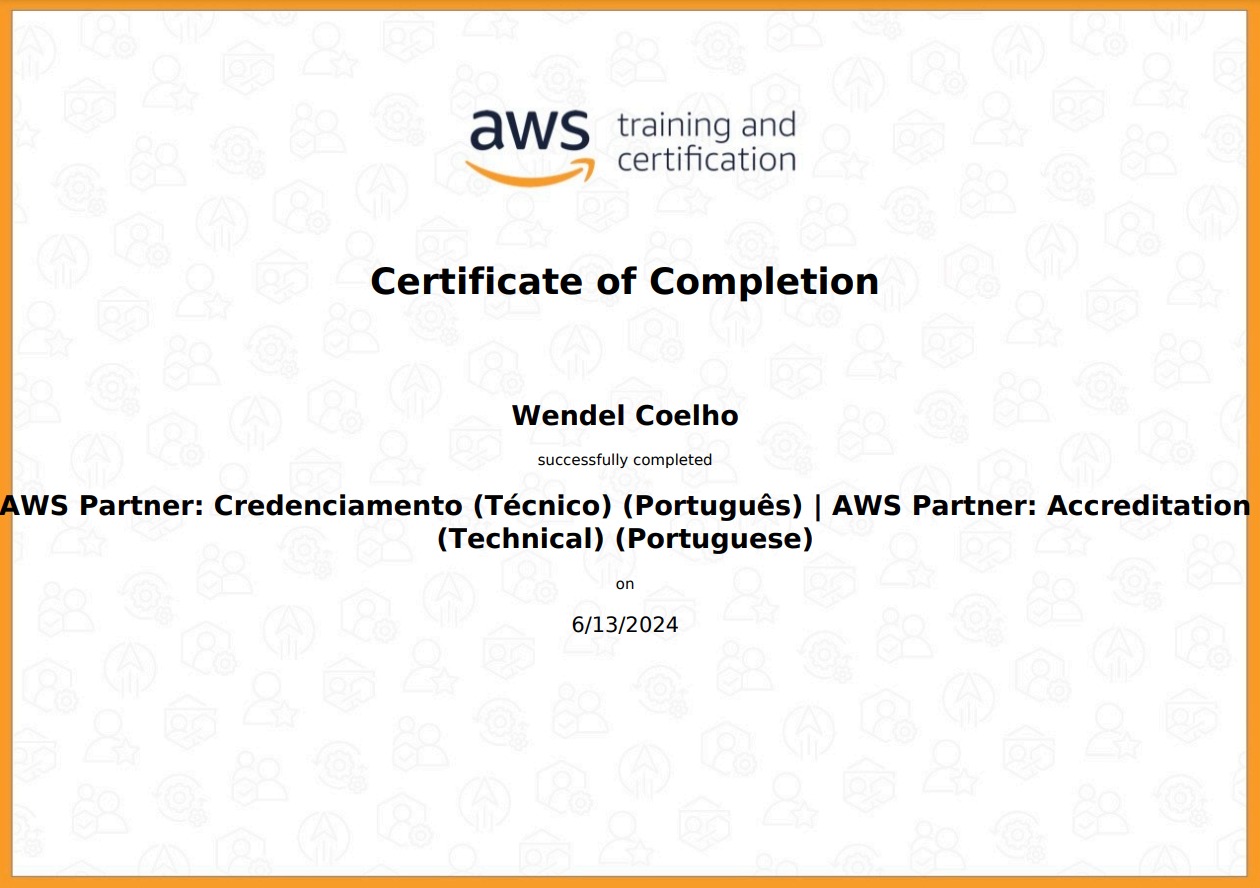 aws training and
certification
Certificate of Completion
Wendel Coelho
successfully completed
AWS Partner: Credenciamento (Técnico) (Português) | AWS Partner: Accreditation
(Technical) (Portuguese)
on
6/13/2024